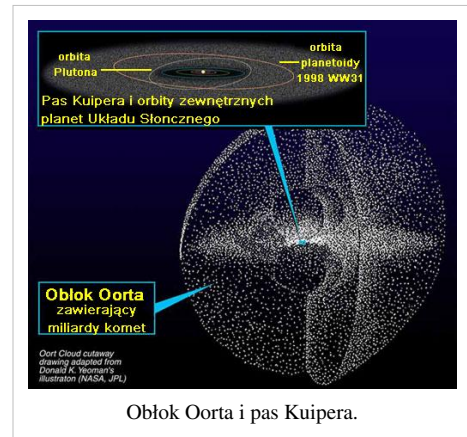 orbita
Plutona
orbita
planetoidy
1998 WW31
Pas Kuipera i orbity zewnętrznych
planet Układu Słoncznego
Obłok Oorta
zawierający
miliardy komet
Oort Cloud cutaway
drawing adapted from
Donald K. Yeoman's
illustraton (NASA, JPL)
Obłok Oorta i pas Kuipera.